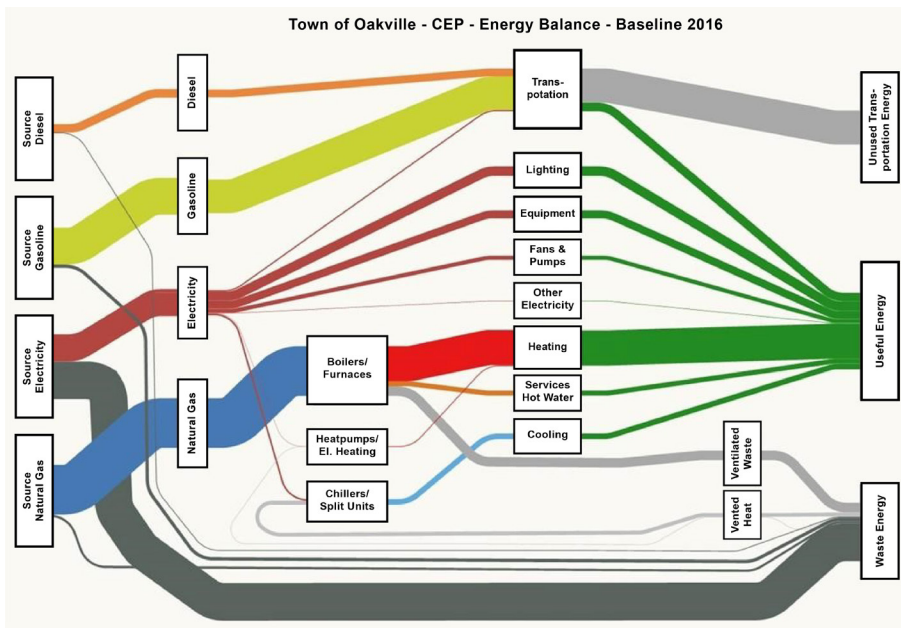 Town of Oakville - CEP - Energy Balance - Baseline 2016
Source
Diesel
Source
Gasoline
Source
Electricity
Source
Natural Gas
Diesel
Gasoline
Electricity
Natural Gas
Boilers/
Furnaces
Heatpumps/
El. Heating
Chillers/
Split Units
Trans-
potation
Lighting
Equipment
Fans &
Pumps
Other
Electricity
Heating
Services
Hot Water
Cooling
Ventilated
Waste
Vented
Heat
Unused Trans-
portation Energy
Useful Energy
Waste Energy